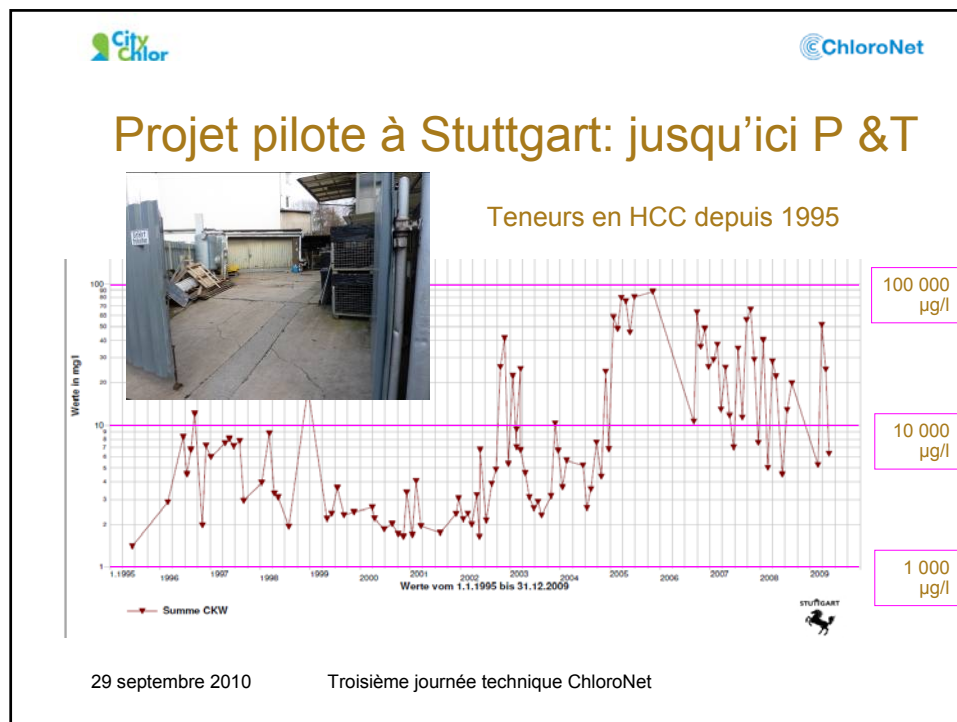 City
Chlor
ChloroNet
Projet pilote à Stuttgart: jusqu'ici P &T
Teneurs en HCC depuis 1995
100 000
µg/l
100
90
80
70
60
50
40
30
20
10
9
8
7
6
5
4
3
2
1
Werte in mg/l
10 000
µg/l
1 000
µg/l
1.1995 1996 1997 1998 1999 2000 2001 2002 2003 2004 2005 2006 2007 2008 2009
Werte vom 1.1.1995 bis 31.12.2009
Summe CKW
STUTTGART
29 septembre 2010 Troisième journée technique ChloroNet